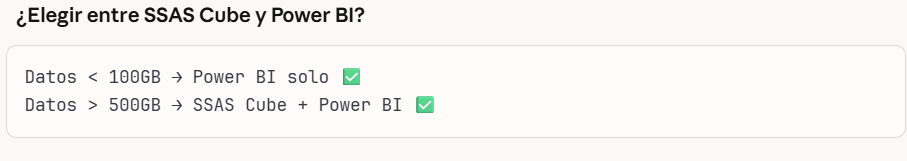 ¿Elegir entre SSAS Cube y Power BI?
Datos < 100GB → Power BI solo ✅
Datos > 500GB → SSAS Cube + Power BI ✅